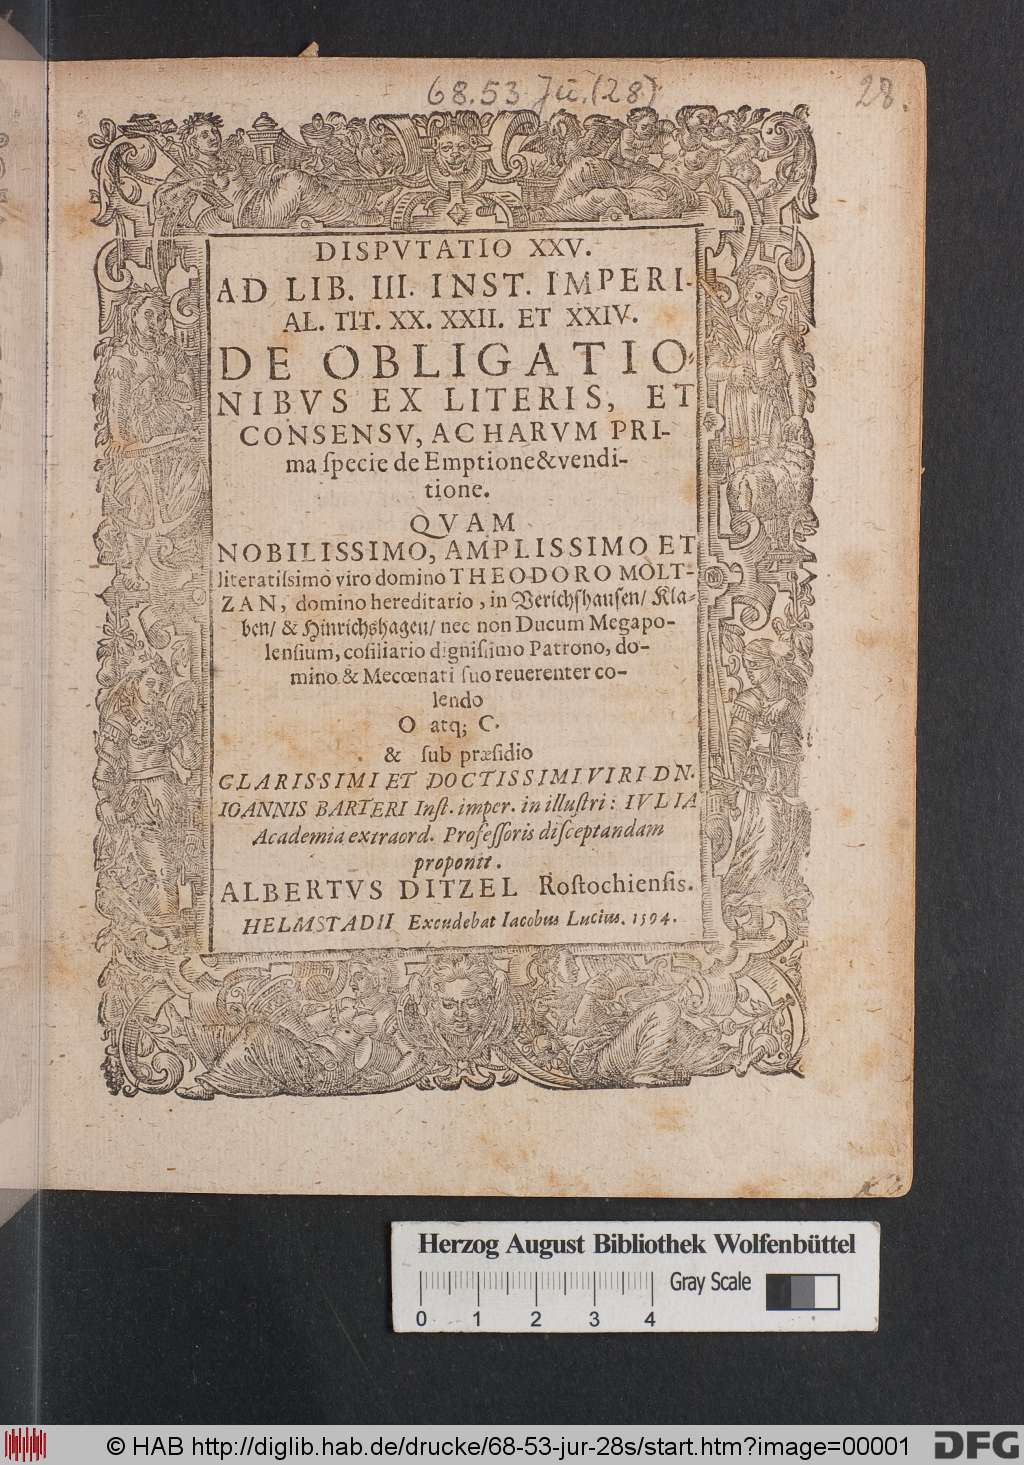 68.53 Jur.(28)
28.
DISPVTATIO XXV.
AD LIB. III. INST. IMPERI-
AL. TIT. XX. XXII. ET XXIV.
DE OBLIGATIO-
NIBVS EX LITERIS, ET
CONSENSV, AC HARVM PRI-
ma ſpecie de Emptione&vendi-
tione.
QVAM
NOBILISSIMO, AMPLISSIMO ET
literatiſsimo viro domino THEODORO MOLT-
ZAN, domino hereditario, in Verichshauſen/ Kla-
ben/ & Hinrichshagen/ nec non Ducum Megapo-
lenſium, cōſiliario digniſſimo Patrono, do-
mino & Mecœnati ſuo reuerenter co-
lendo
O atq; C.
& ſub præſidio
CLARISSIMI ET DOCTISSIMI VIRI DN.
IOANNIS BARTERI Inſt. imper. in illuſtri: IVLIA
Academia extraord. Profeſſoris diſceptandam
proponit.
ALBERTVS DITZEL Roſtochienſis.
HELMSTADII Excudebat Iacobus Lucius. 1594.
Herzog August Bibliothek Wolfenbüttel
Gray Scale
0 1 2 3 4
© HAB http://diglib.hab.de/drucke/68-53-jur-28s/start.htm?image=00001
DFG